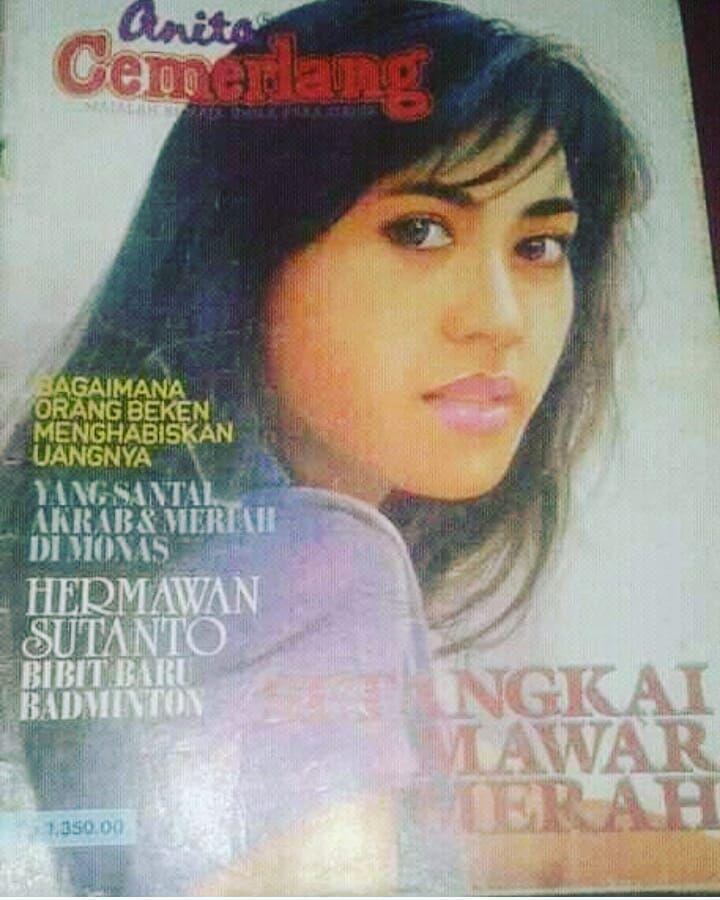 Anita
Cemerlang
BAGAIMANA
ORANG BEKEN
MENGHABISKAN
UANGNYA
YANG SANTAI,
AKRAB & MERIAH
DI MONAS
HERMAWAN
SUTANTO
BIBIT BARU
BADMINTON
SETANGKAI
MAWAR
MERAH
1,350.00